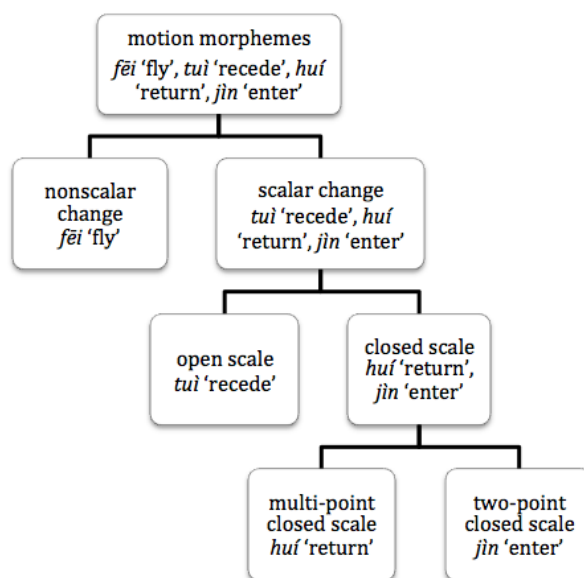 motion morphemes
fēi ‘fly’, tuì ‘recede’, huí
‘return’, jìn ‘enter’
nonscalar
change
fēi ‘fly’
scalar change
tuì ‘recede’, huí
‘return’, jìn ‘enter’
open scale
tuì ‘recede’
closed scale
huí ‘return’,
jìn ‘enter’
multi-point
closed scale
huí ‘return’
two-point
closed scale
jìn ‘enter’